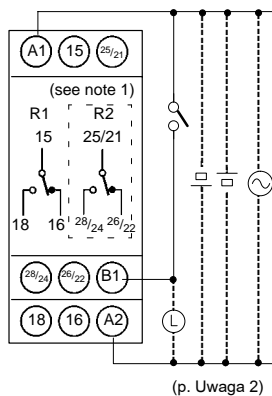 A1 15 25/21
(see note 1)
R1 R2
15 25/21
18 16 28/24 26/22
28/24 26/22 B1
18 16 A2
L
(p. Uwaga 2)